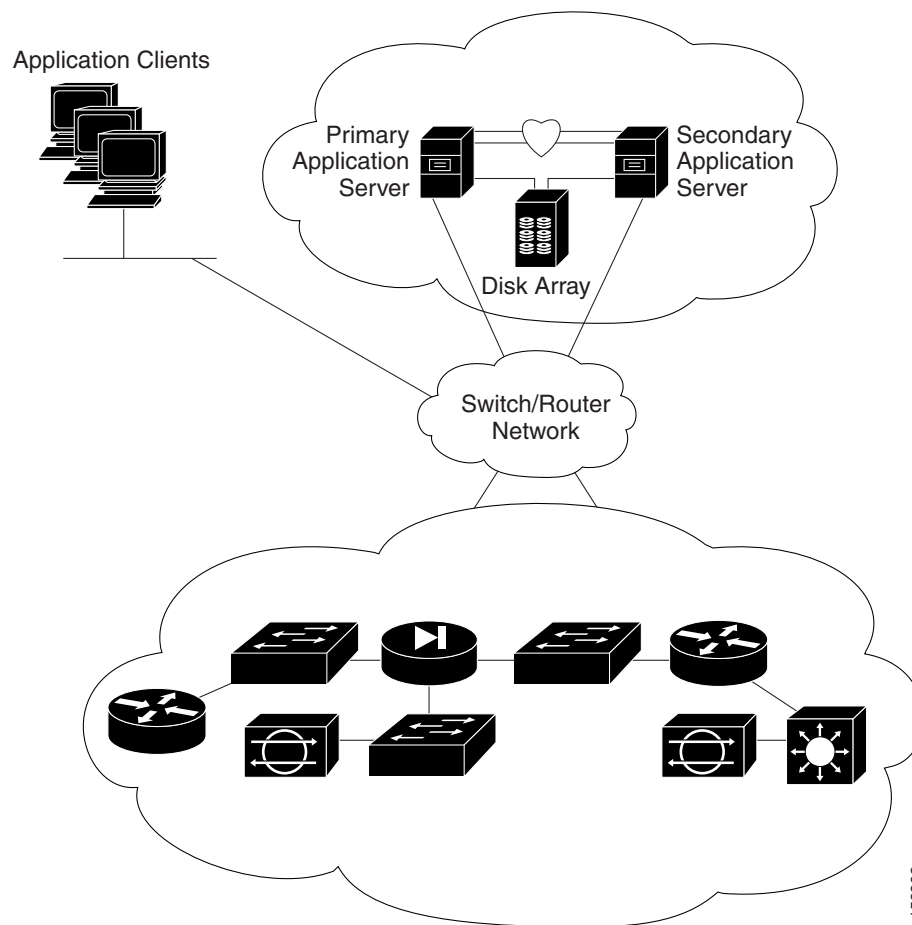 Application Clients
Primary
Application
Server
Secondary
Application
Server
Disk Array
Switch/Router
Network